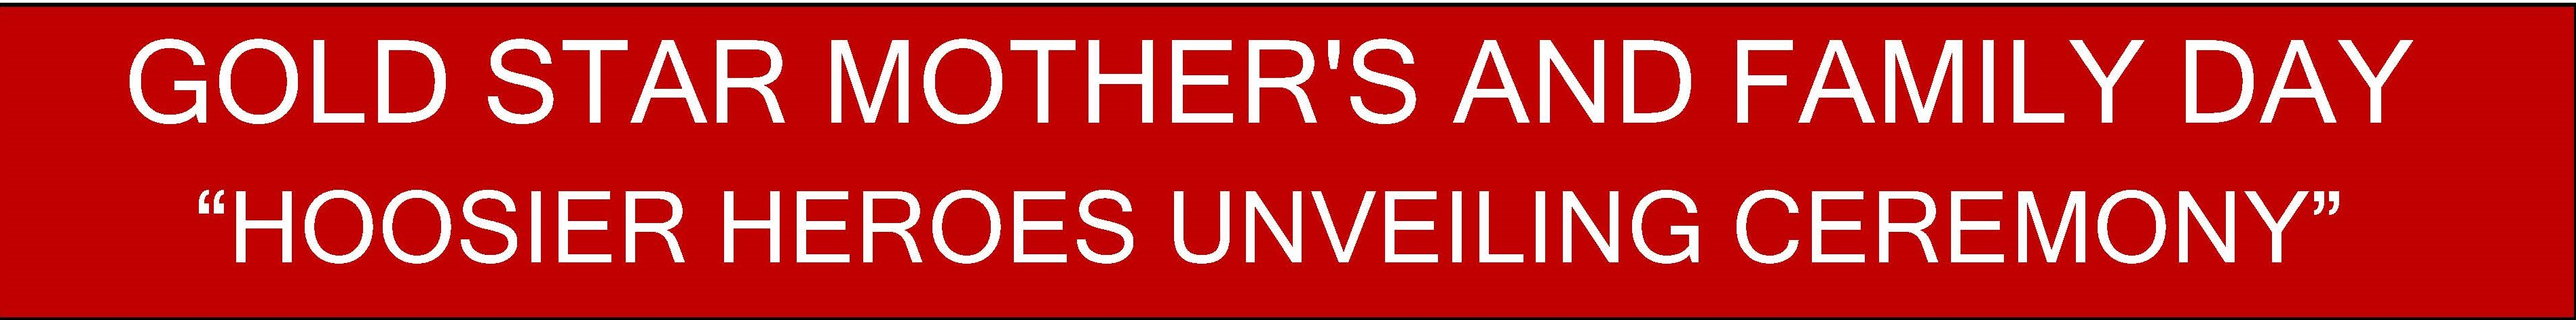 GOLD STAR MOTHER'S AND FAMILY DAY
“HOOSIER HEROES UNVEILING CEREMONY”